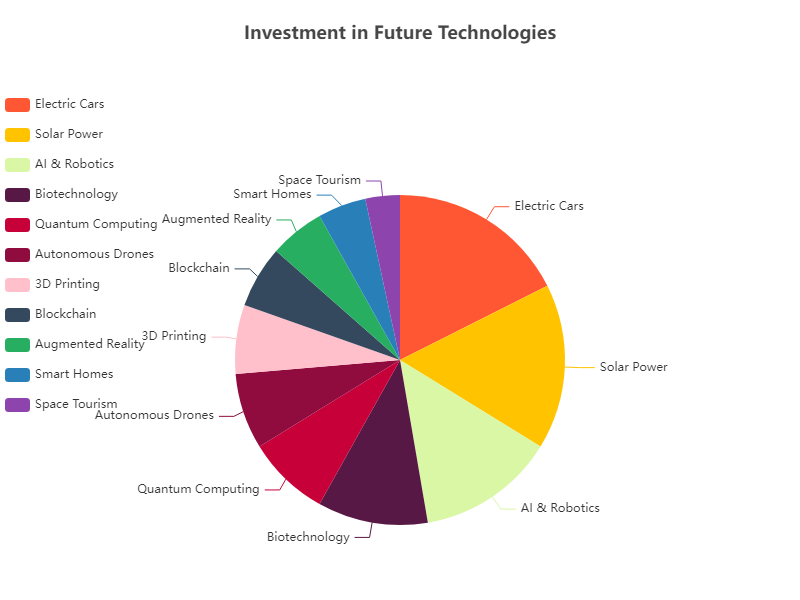 Investment in Future Technologies
Electric Cars
Solar Power
AI & Robotics
Biotechnology
Quantum Computing
Autonomous Drones
3D Printing
Blockchain
Augmented Reality
Smart Homes
Space Tourism
Space Tourism
Smart Homes
Electric Cars
Augmented Reality
Blockchain
3D Printing
Solar Power
Autonomous Drones
Quantum Computing
AI & Robotics
Biotechnology